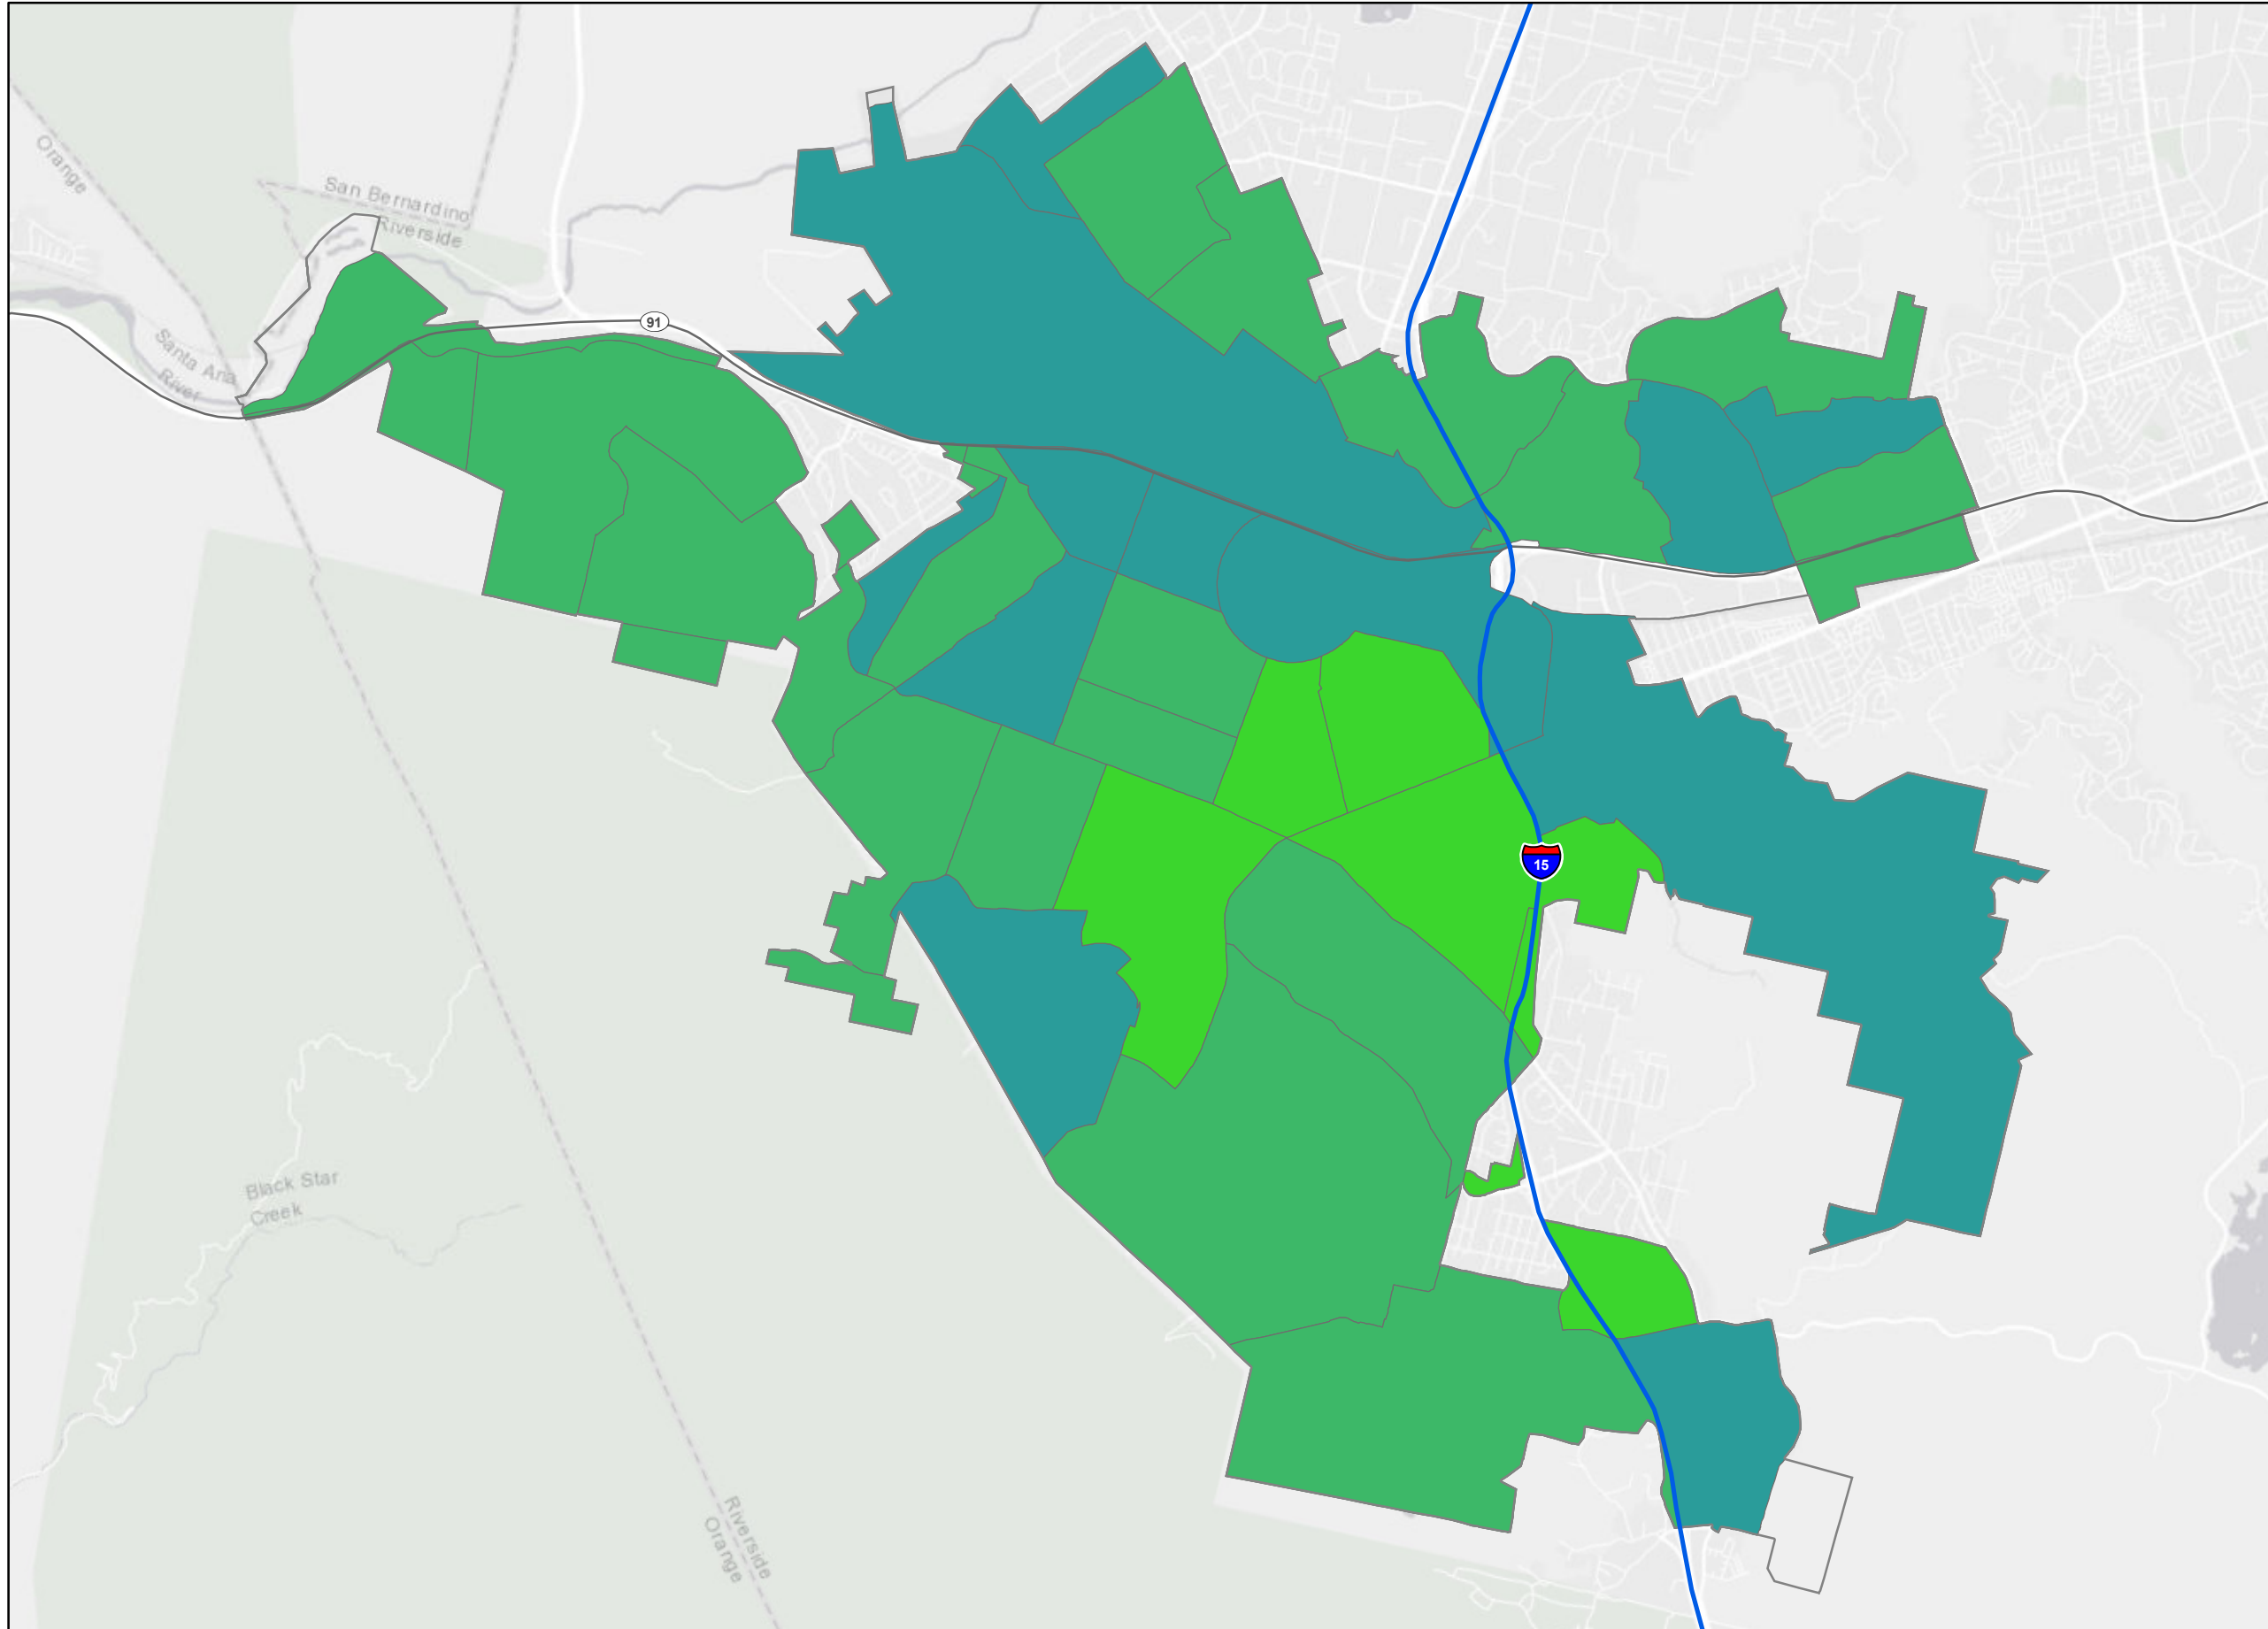 Orange
San Bernardino
Riverside
91
Santa Ana
River
15
Black Star
Creek
Riverside
Orange